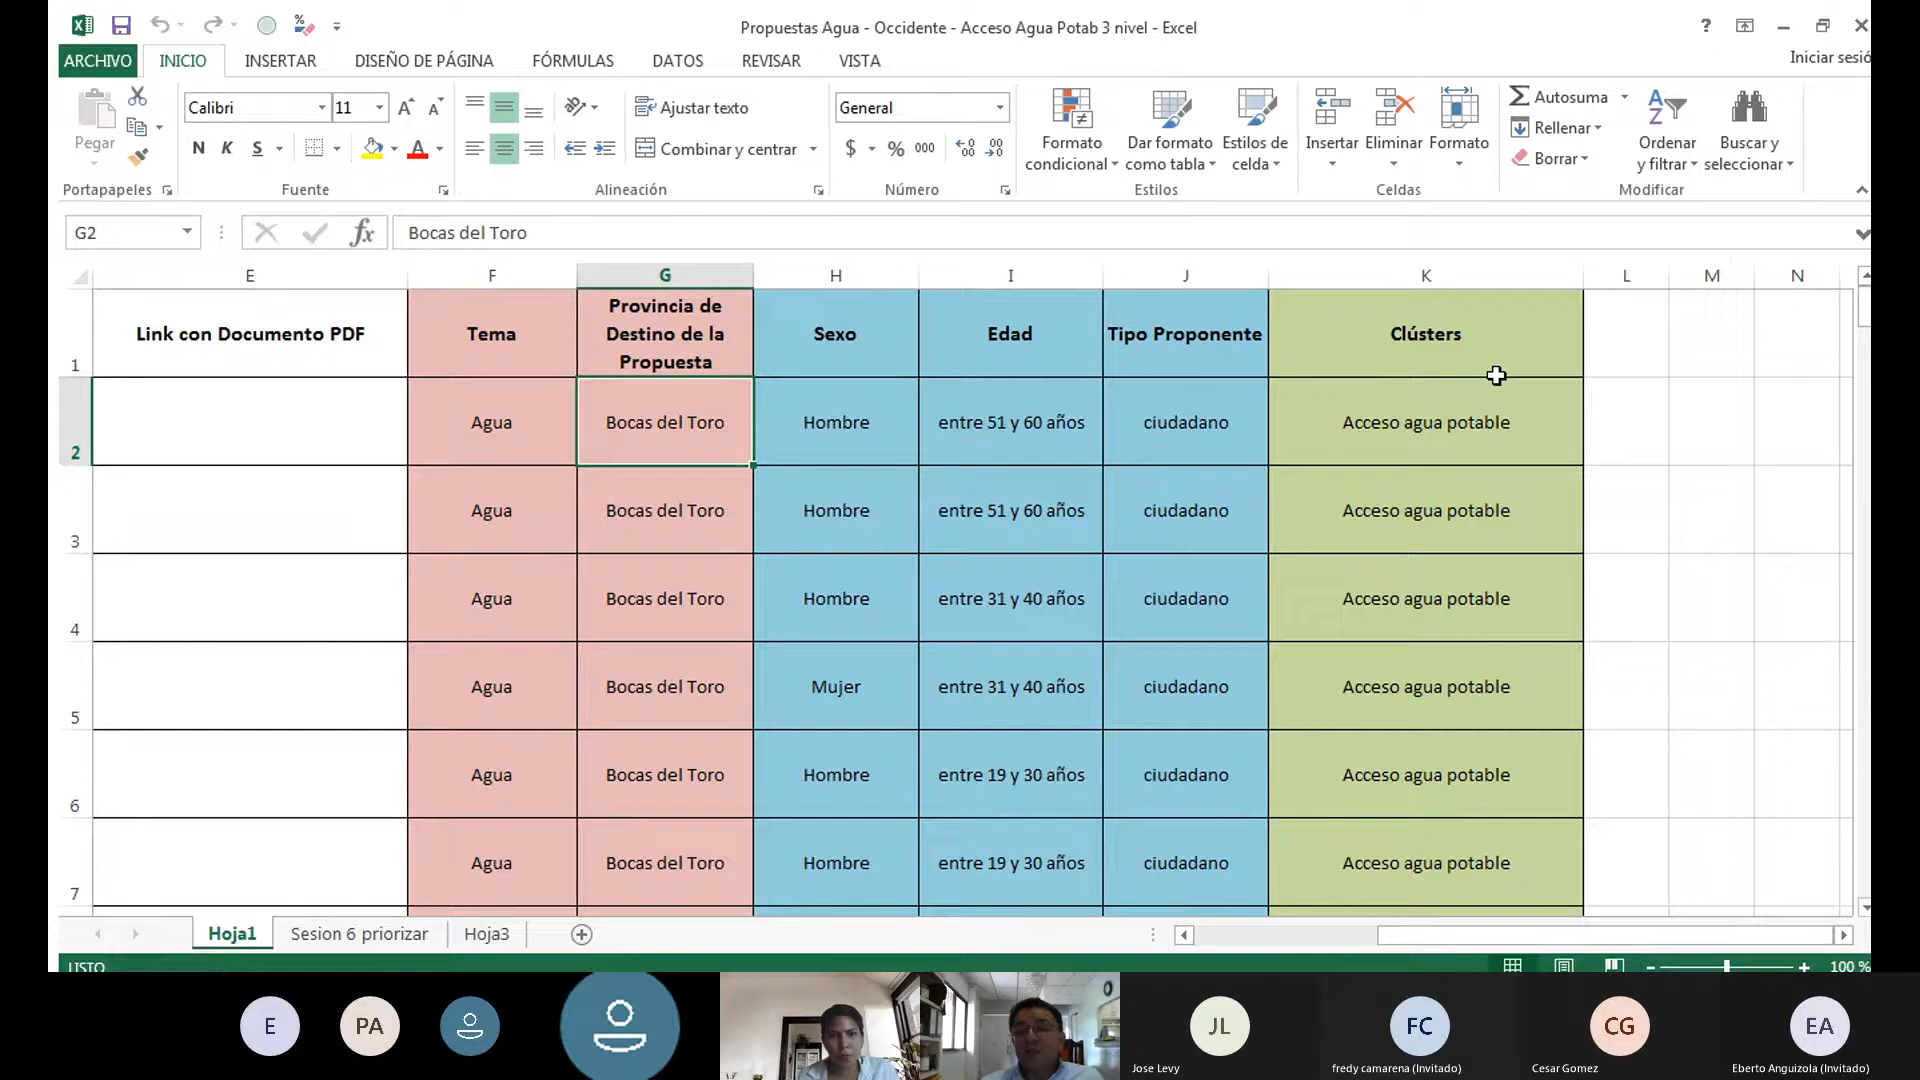 Propuestas Agua - Occidente - Acceso Agua Potab 3 nivel - Excel
?
ARCHIVO INICIO INSERTAR DISEÑO DE PÁGINA FÓRMULAS DATOS REVISAR VISTA Iniciar sesió
Pegar
Calibri 11
Ajustar texto
General
N K S
Combinar y centrar
$ % 000
Formato condicional
Dar formato como tabla
Estilos de celda
Insertar Eliminar Formato
Autosuma
Rellenar
Borrar
Ordenar y filtrar
Buscar y seleccionar
Portapapeles Fuente Alineación Número Estilos Celdas Modificar
G2 fx Bocas del Toro
E F G H I J K L M N
1 Link con Documento PDF Tema Provincia de Destino de la Propuesta Sexo Edad Tipo Proponente Clústers
2 Agua Bocas del Toro Hombre entre 51 y 60 años ciudadano Acceso agua potable
3 Agua Bocas del Toro Hombre entre 51 y 60 años ciudadano Acceso agua potable
4 Agua Bocas del Toro Hombre entre 31 y 40 años ciudadano Acceso agua potable
5 Agua Bocas del Toro Mujer entre 31 y 40 años ciudadano Acceso agua potable
6 Agua Bocas del Toro Hombre entre 19 y 30 años ciudadano Acceso agua potable
7 Agua Bocas del Toro Hombre entre 19 y 30 años ciudadano Acceso agua potable
Hoja1 Sesion 6 priorizar Hoja3
LISTO 100 %
E PA JL FC CG EA
Jose Levy fredy camarena (Invitado) Cesar Gomez Eberto Anguizola (Invitado)